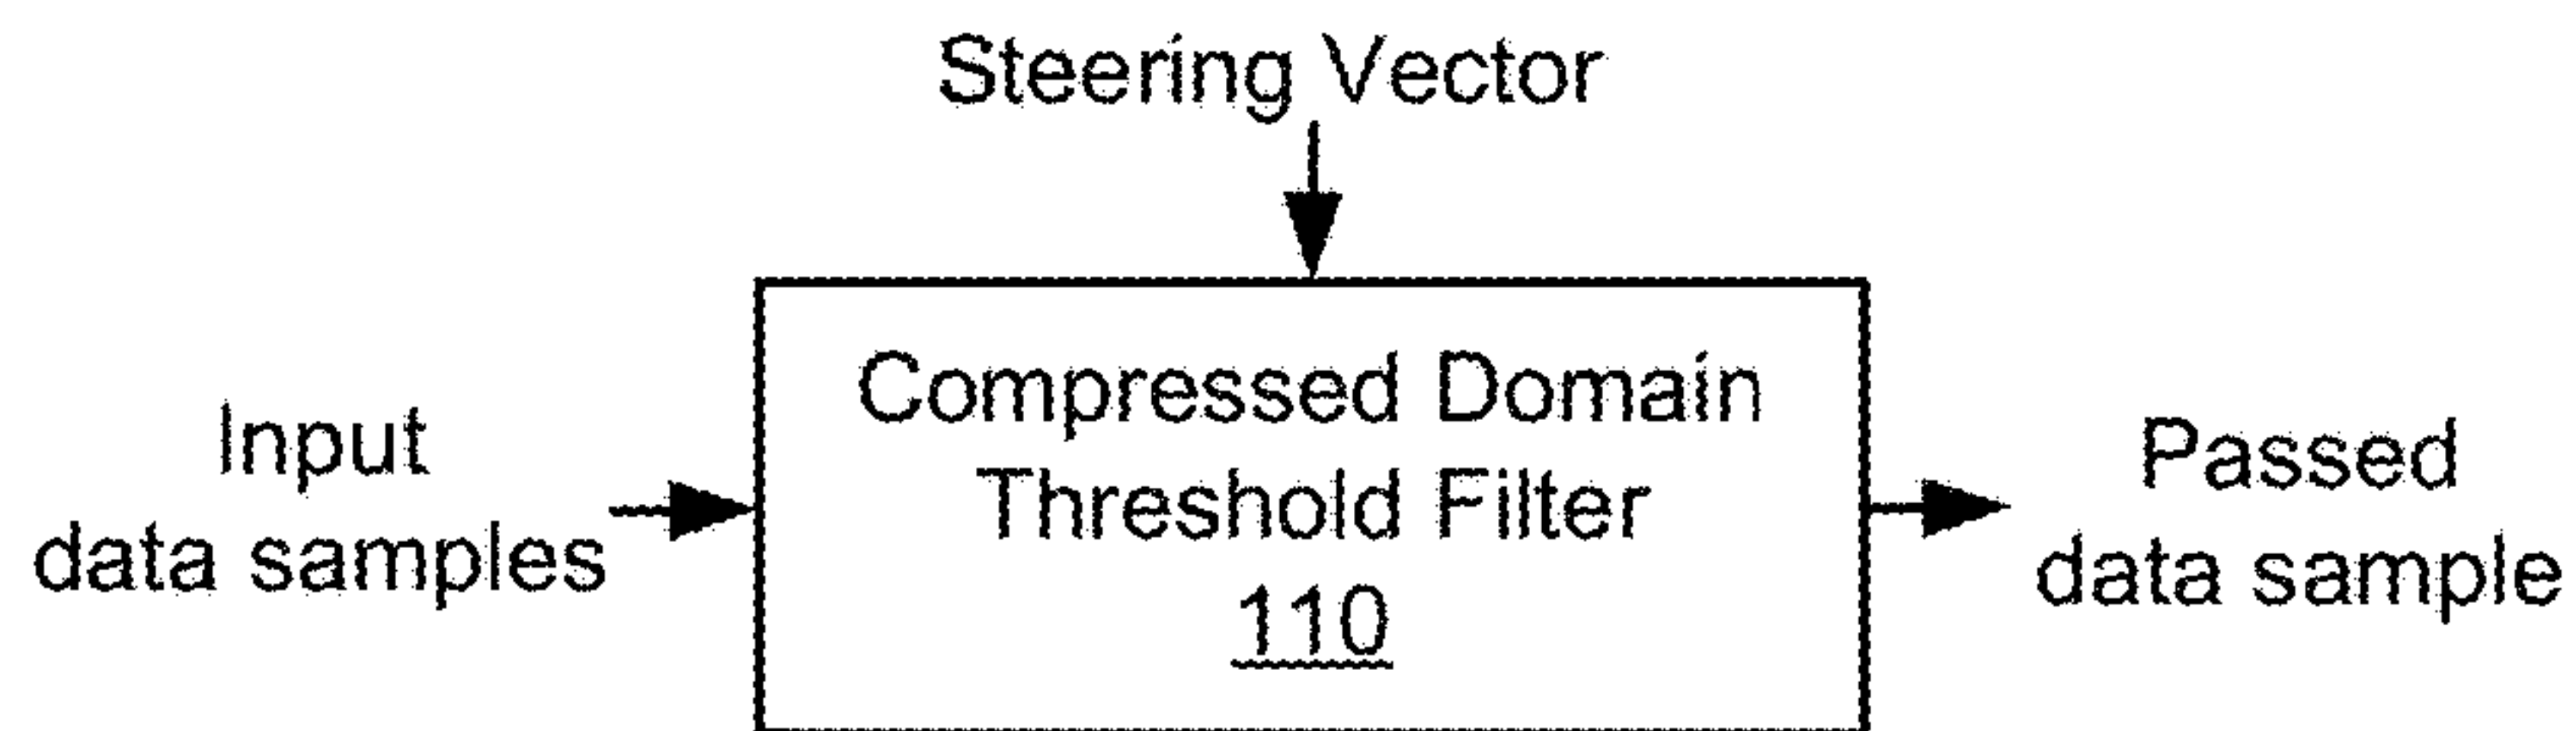 Steering Vector
Input
data samples
Compressed Domain
Threshold Filter
110
Passed
data sample